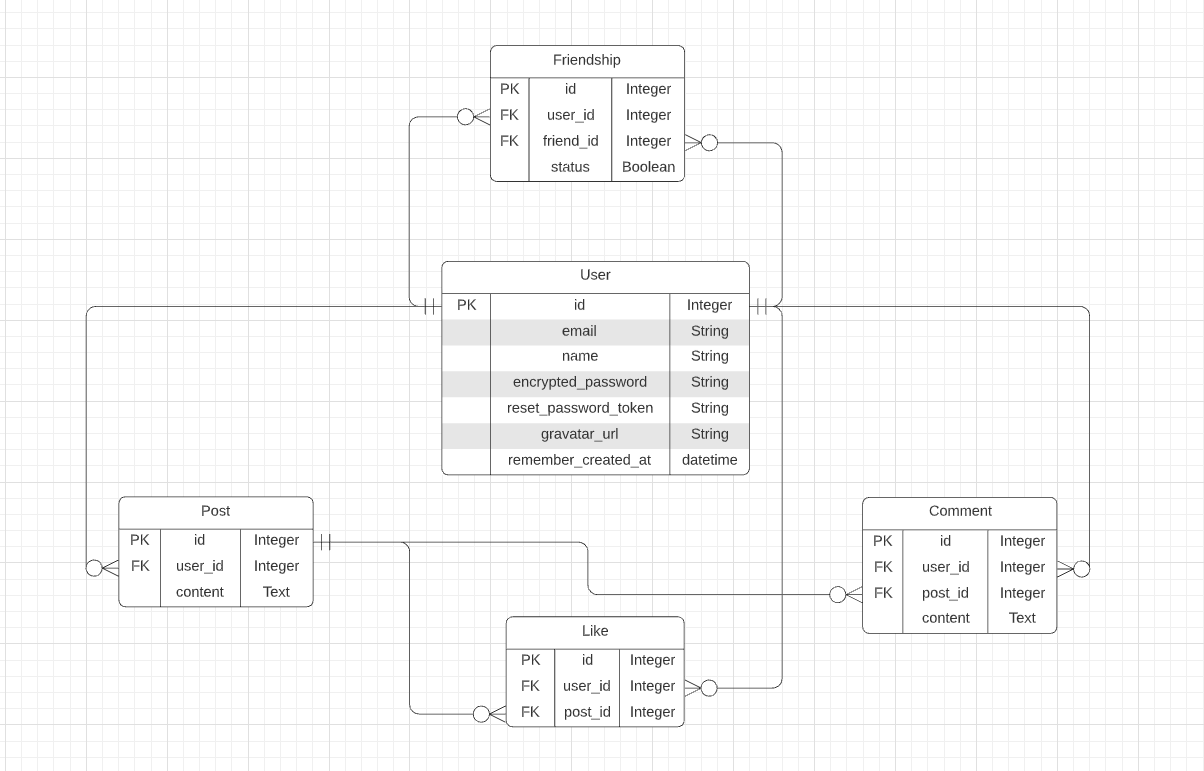 Friendship
PK id Integer
FK user_id Integer
FK friend_id Integer
status Boolean
User
PK id Integer
email String
name String
encrypted_password String
reset_password_token String
gravatar_url String
remember_created_at datetime
Post
PK id Integer
FK user_id Integer
content Text
Comment
PK id Integer
FK user_id Integer
FK post_id Integer
content Text
Like
PK id Integer
FK user_id Integer
FK post_id Integer